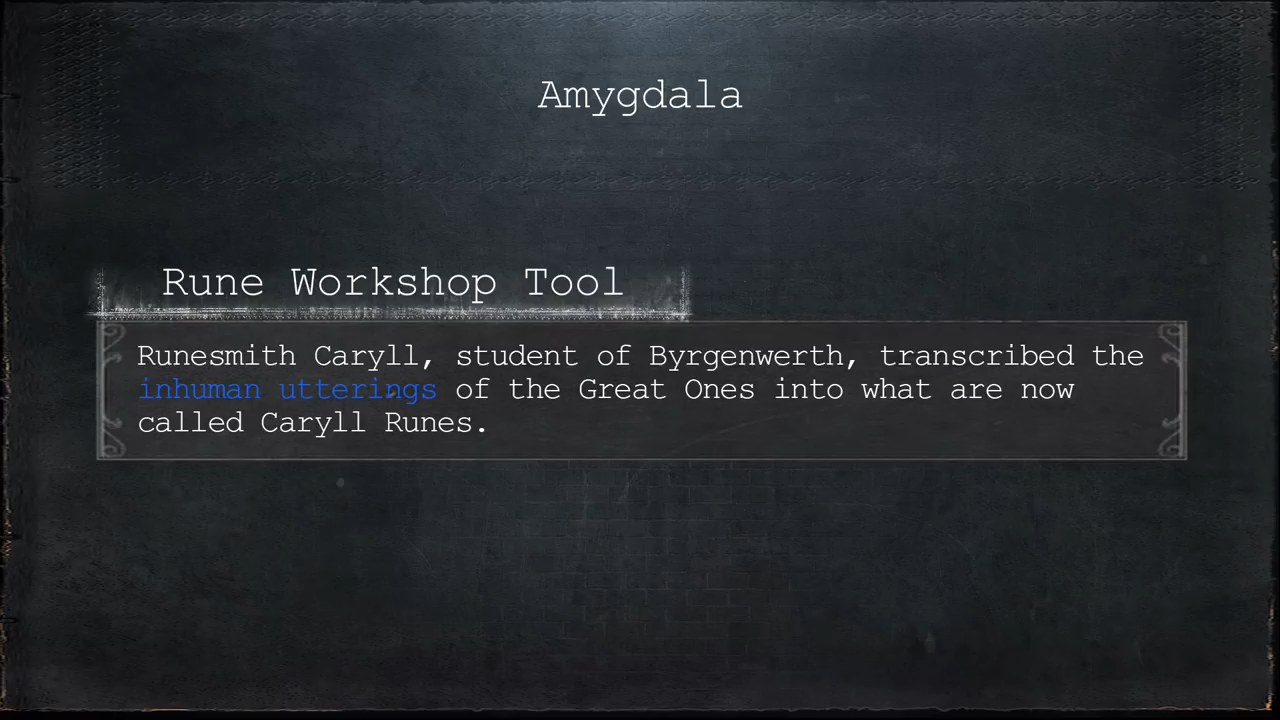 Amygdala
Rune Workshop Tool
Runesmith Caryll, student of Byrgenwerth, transcribed the
inhuman utterings of the Great Ones into what are now
called Caryll Runes.